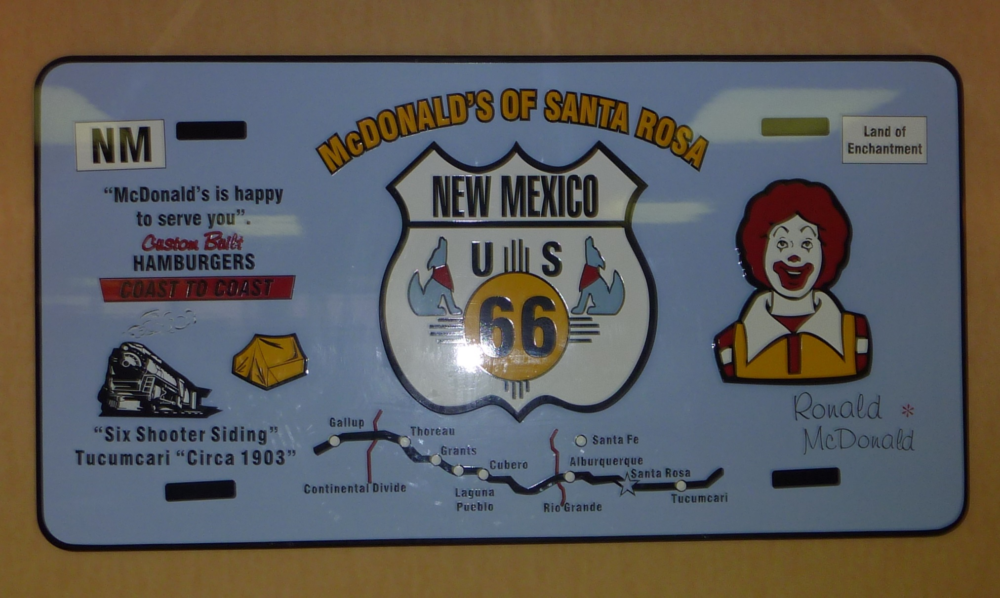 McDONALD'S OF SANTA ROSA
NM
Land of
Enchantment
"McDonald's is happy
to serve you".
Custom Built
HAMBURGERS
COAST TO COAST
NEW MEXICO
U S
66
"Six Shooter Siding"
Tucumcari "Circa 1903"
Ronald *
McDonald
Gallup
Thoreau
Grants
Cubero
Santa Fe
Alburquerque
Santa Rosa
Continental Divide
Laguna
Pueblo
Rio Grande
Tucumcari